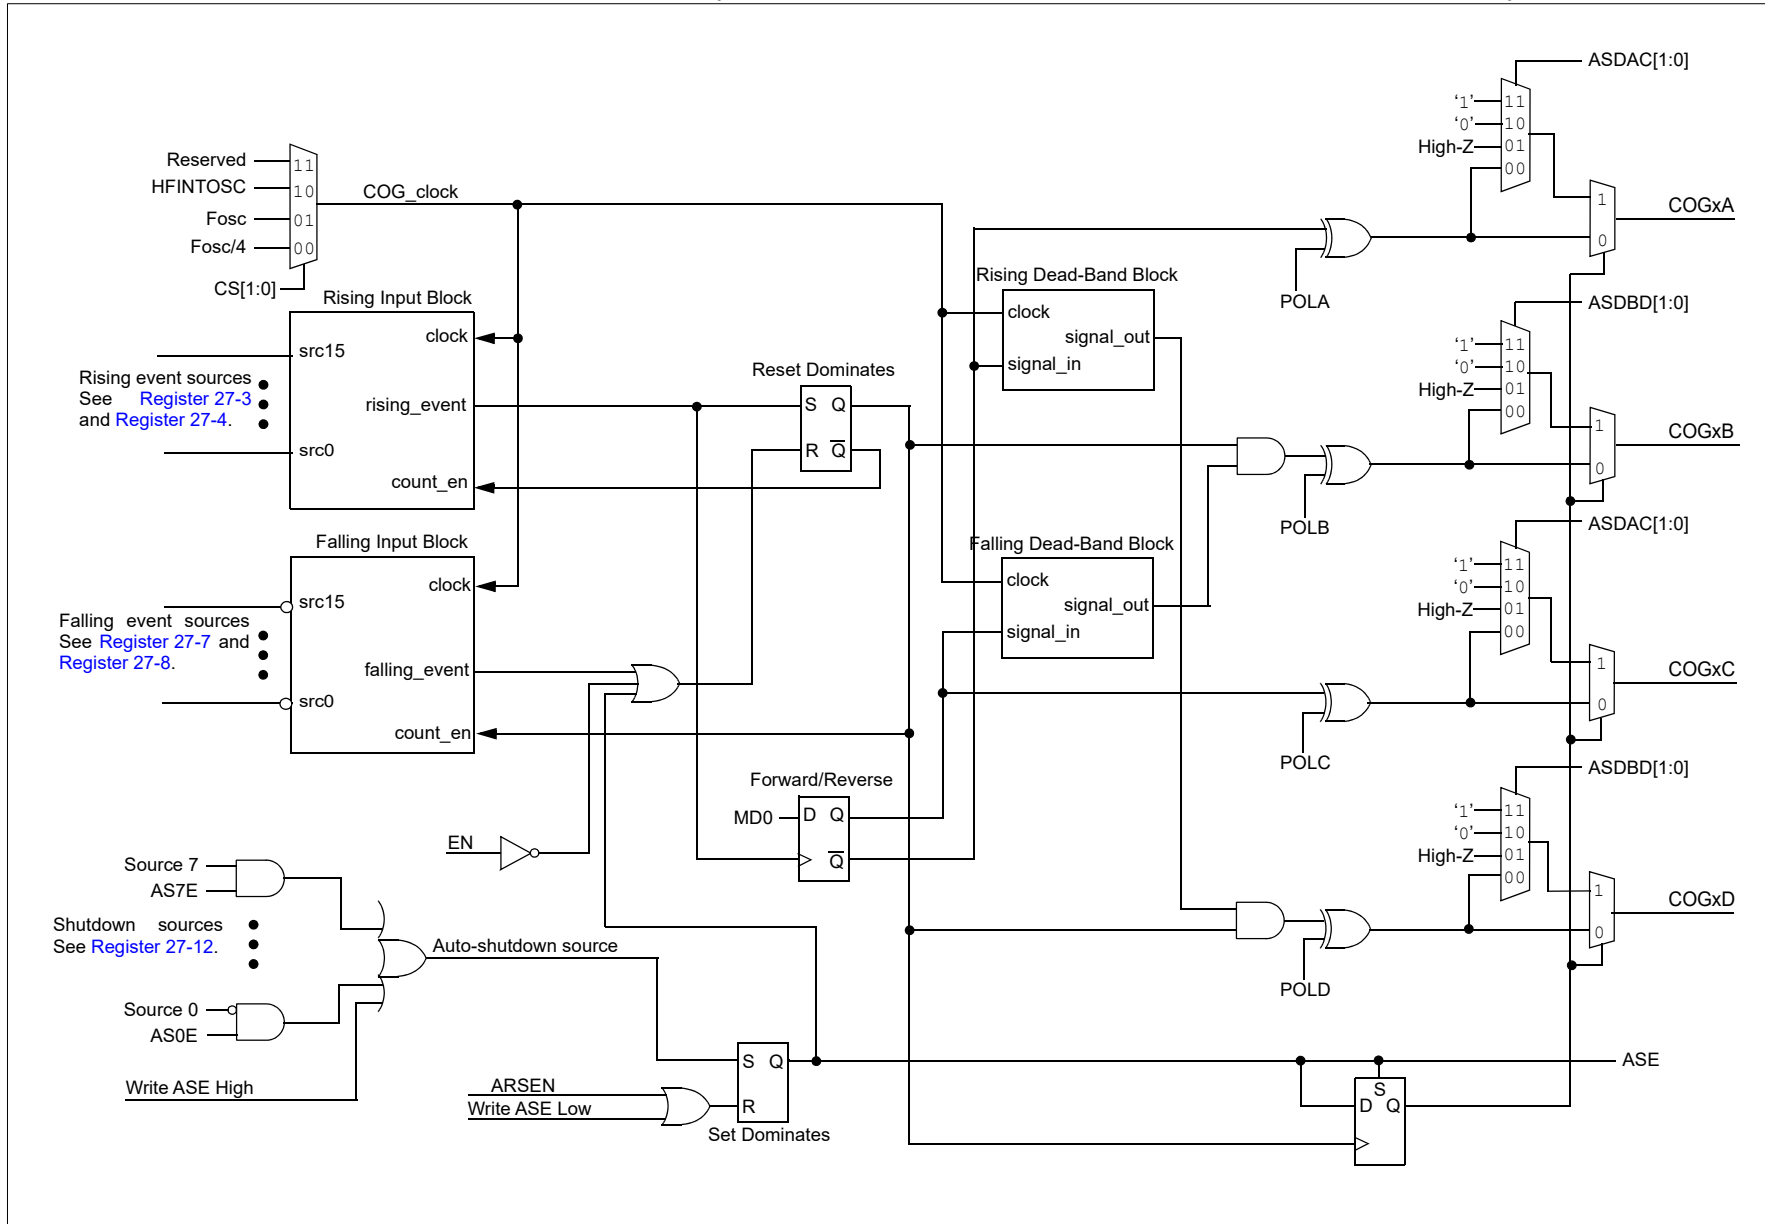 Reserved
HFINTOSC
Fosc
Fosc/4
11
10
01
00
CS[1:0]
COG_clock
Rising Input Block
clock
src15
rising_event
src0
count_en
Rising event sources
See Register 27-3
and Register 27-4.
Falling Input Block
clock
src15
falling_event
src0
count_en
Falling event sources
See Register 27-7 and
Register 27-8.
Reset Dominates
S Q
R Q
Forward/Reverse
MD0
D Q
Q
EN
Source 7
AS7E
Shutdown sources
See Register 27-12.
Source 0
AS0E
Write ASE High
Auto-shutdown source
ARSEN
Write ASE Low
S Q
R
Set Dominates
Rising Dead-Band Block
clock
signal_out
signal_in
Falling Dead-Band Block
clock
signal_out
signal_in
ASDAC[1:0]
'1' 11
'0' 10
High-Z 01
00
1
0
COGxA
POLA
ASDBD[1:0]
'1' 11
'0' 10
High-Z 01
00
1
0
COGxB
POLB
ASDAC[1:0]
'1' 11
'0' 10
High-Z 01
00
1
0
COGxC
POLC
ASDBD[1:0]
'1' 11
'0' 10
High-Z 01
00
1
0
COGxD
POLD
ASE
S
D Q